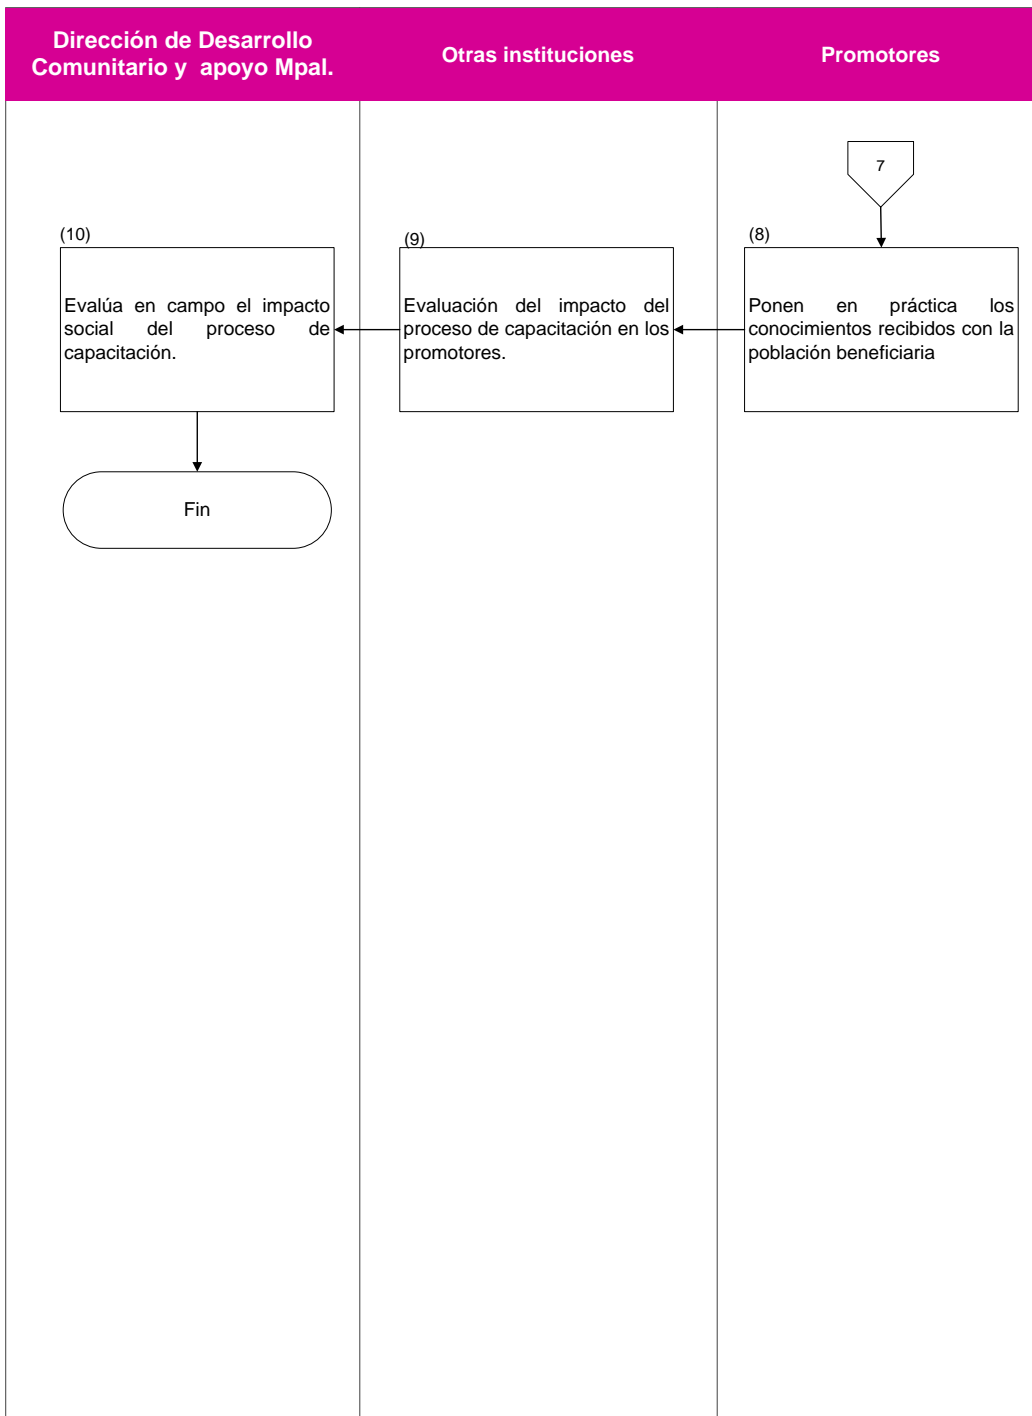 Dirección de Desarrollo
Comunitario y apoyo Mpal.
Otras instituciones
Promotores
7
(10)
Evalúa en campo el impacto
social del proceso de
capacitación.
(9)
Evaluación del impacto del
proceso de capacitación en los
promotores.
(8)
Ponen en práctica los
conocimientos recibidos con la
población beneficiaria
Fin